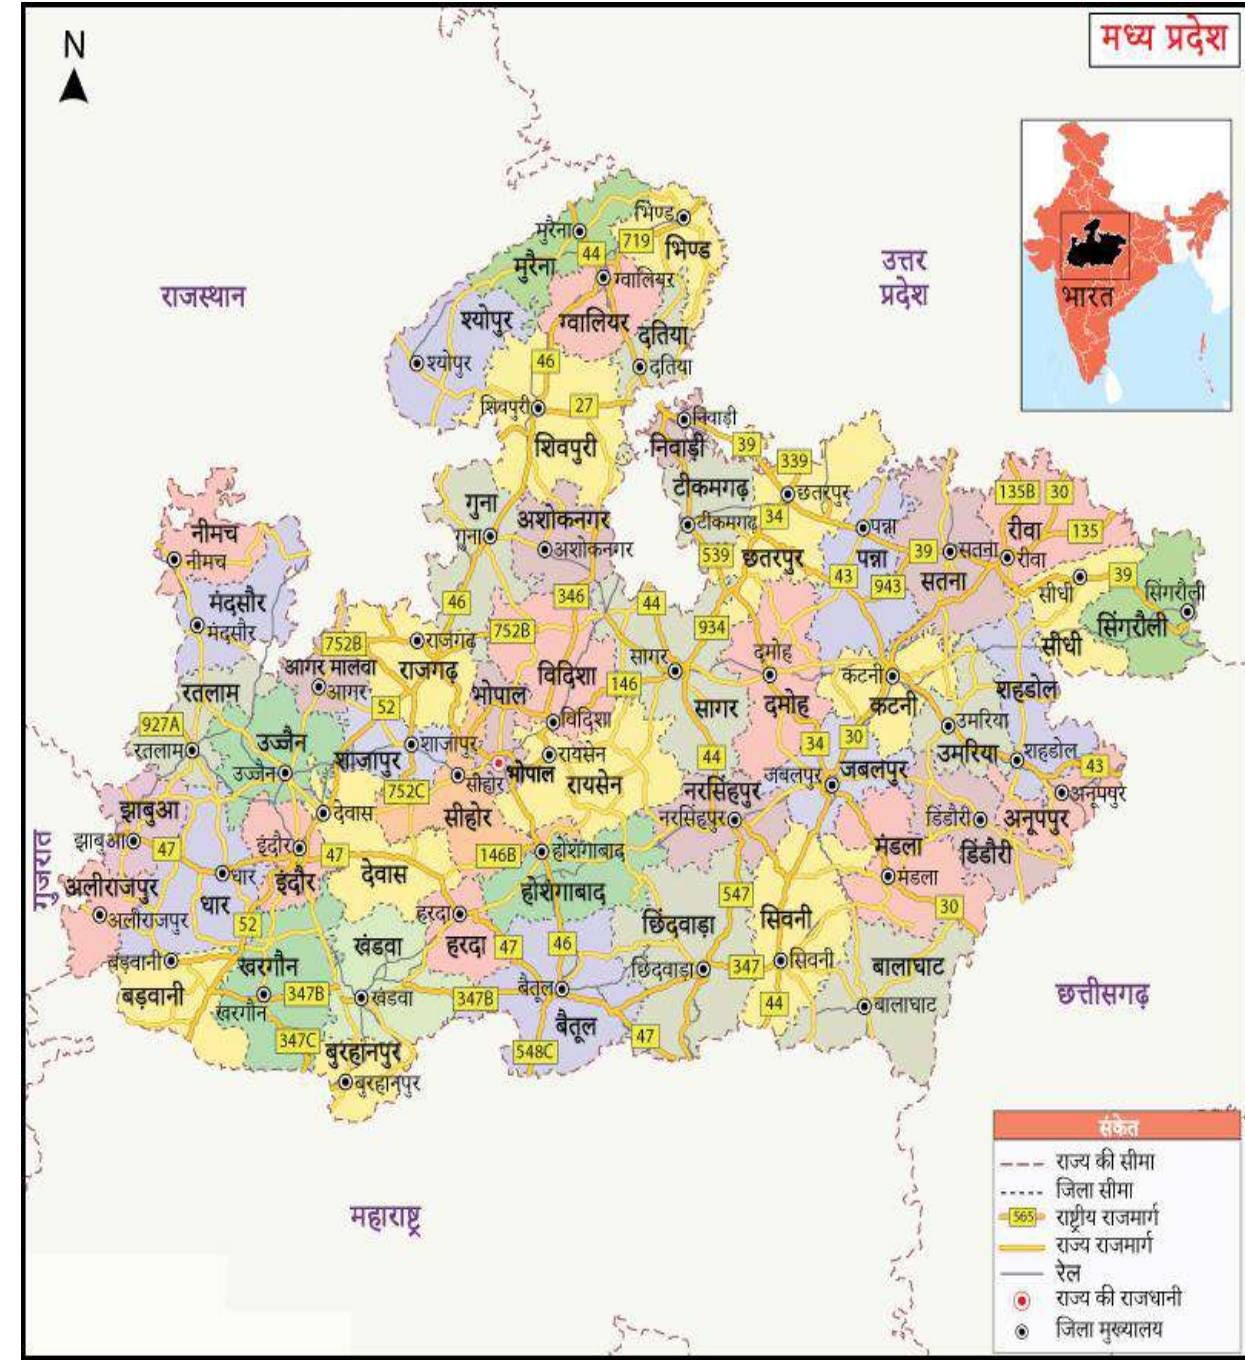 मध्य प्रदेश
N
भारत
राजस्थान
उत्तर
प्रदेश
भिण्ड
मुरैना
719
44
भिण्ड
मुरैना
ग्वालियर
श्योपुर
ग्वालियर
दतिया
श्योपुर
46
दतिया
शिवपुरी
27
निवाड़ी
शिवपुरी
निवाड़ी
39
339
टीकमगढ़
छतरपुर
135B
30
गुना
अशोकनगर
टीकमगढ़
34
पन्ना
रीवा
135
नीमच
गुना
अशोकनगर
539
छतरपुर
पन्ना
39
सतना
रीवा
नीमच
43
943
सतना
सीधी
39
सिंगरौली
मंदसौर
46
346
44
934
सिंगरौली
मंदसौर
752B
राजगढ़
752B
सीधी
आगर मालवा
राजगढ़
विदिशा
सागर
दमोह
कटनी
रतलाम
आगर
भोपाल
146
सागर
दमोह
कटनी
शहडोल
927A
52
विदिशा
उमरिया
रतलाम
उज्जैन
शाजापुर
शाजापुर
रायसेन
44
34
30
उमरिया
शहडोल
43
उज्जैन
सीहोर
भोपाल
रायसेन
नरसिंहपुर
जबलपुर
जबलपुर
झाबुआ
देवास
752C
सीहोर
नरसिंहपुर
डिंडौरी
अनूपपुर
अनूपपुर
झाबुआ
47
इंदौर
47
146B
होशंगाबाद
मंडला
डिंडौरी
अलीराजपुर
धार
इंदौर
देवास
होशंगाबाद
547
मंडला
गुजरात
अलीराजपुर
धार
52
हरदा
छिंदवाड़ा
सिवनी
30
बड़वानी
खरगौन
खंडवा
हरदा
47
46
छिंदवाड़ा
347
सिवनी
बालाघाट
बड़वानी
347B
खंडवा
347B
बैतूल
44
बालाघाट
छत्तीसगढ़
खरगौन
347C
बुरहानपुर
548C
बैतूल
47
बुरहानपुर
महाराष्ट्र
संकेत
राज्य की सीमा
जिला सीमा
565 राष्ट्रीय राजमार्ग
राज्य राजमार्ग
रेल
राज्य की राजधानी
जिला मुख्यालय